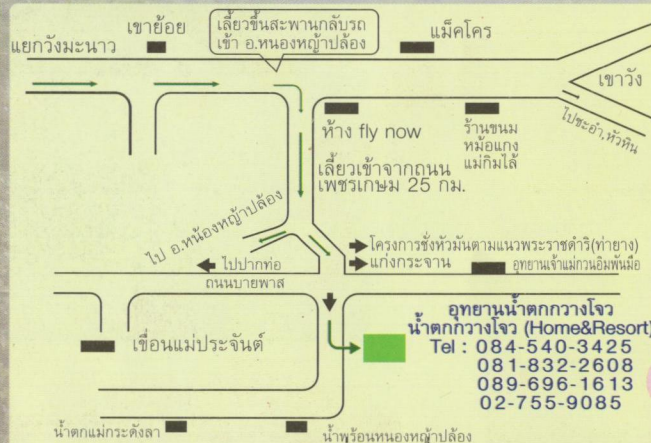 แยกวังมะนาว
เขาย้อย
เลี้ยวขึ้นสะพานกลับรถ
เข้า อ.หนองหญ้าปล้อง
แม็คโคร
เขาวัง
ไปชะอำ,หัวหิน
ห้าง fly now
ร้านขนม
หม้อแกง
แม่กิมไล้
เลี้ยวเข้าจากถนน
เพชรเกษม 25 กม.
ไป อ.หน้องหญ้าปล้อง
โครงการชั่งหัวมันตามแนวพระราชดำริ(ท่ายาง)
แก่งกระจาน
ไปปากท่อ
ถนนบายพาส
อุทยานเจ้าแม่กวนอิมพันมือ
อุทยานน้ำตกกวางโจว
น้ำตกกวางโจว (Home&Resort)
Tel : 084-540-3425
081-832-2608
089-696-1613
02-755-9085
เขื่อนแม่ประจันต์
น้ำตกแม่กระดังลา
น้ำพุร้อนหนองหญ้าปล้อง